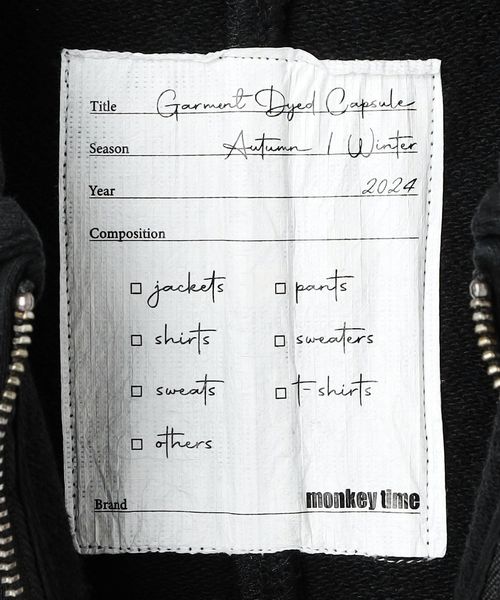 Title Garment Dyed Capsule
Season Autumn / Winter
Year 2024
Composition
jackets pants
shirts sweaters
sweats t-shirts
others
Brand monkey time